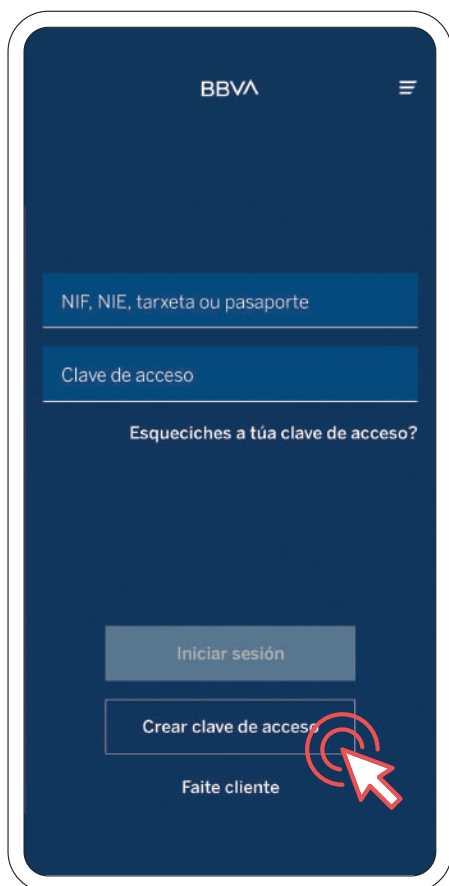 BBVA
NIF, NIE, tarxeta ou pasaporte
Clave de acceso
Esqueciches a túa clave de acceso?
Iniciar sesión
Crear clave de acceso
Faite cliente